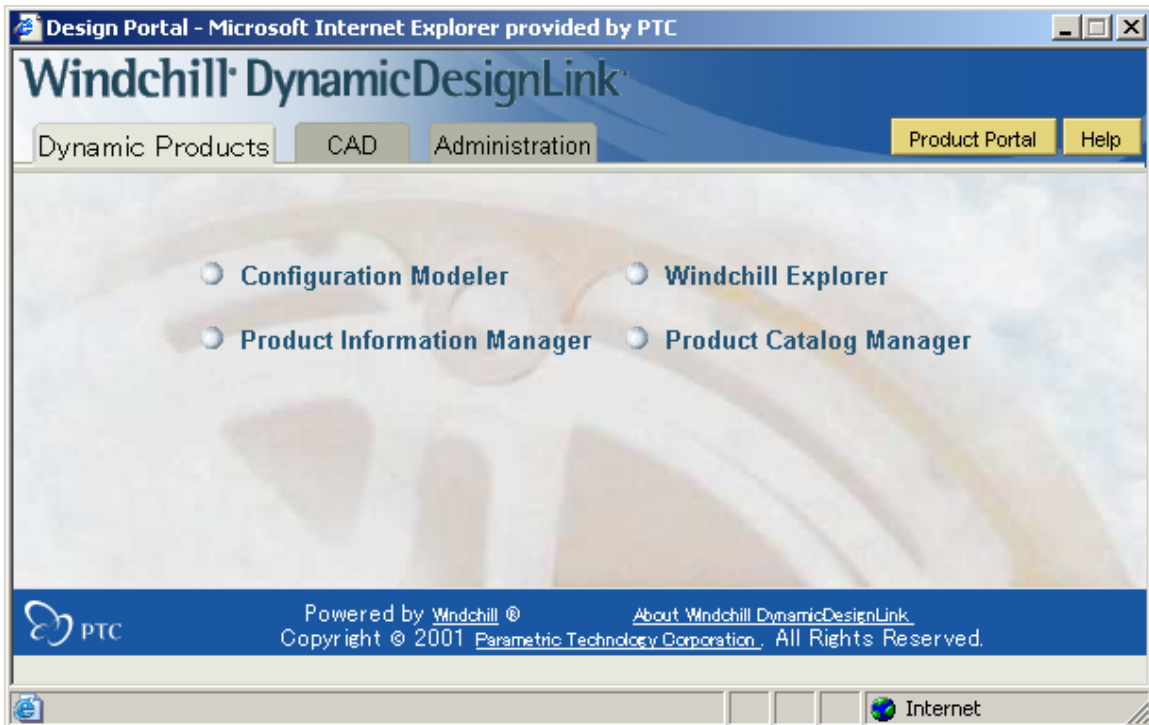 Design Portal - Microsoft Internet Explorer provided by PTC
Windchill® DynamicDesignLink™
Dynamic Products CAD Administration Product Portal Help
Configuration Modeler Windchill Explorer
Product Information Manager Product Catalog Manager
PTC Powered by Windchill ® About Windchill DynamicDesignLink
Copyright © 2001 Parametric Technology Corporation . All Rights Reserved.
Internet